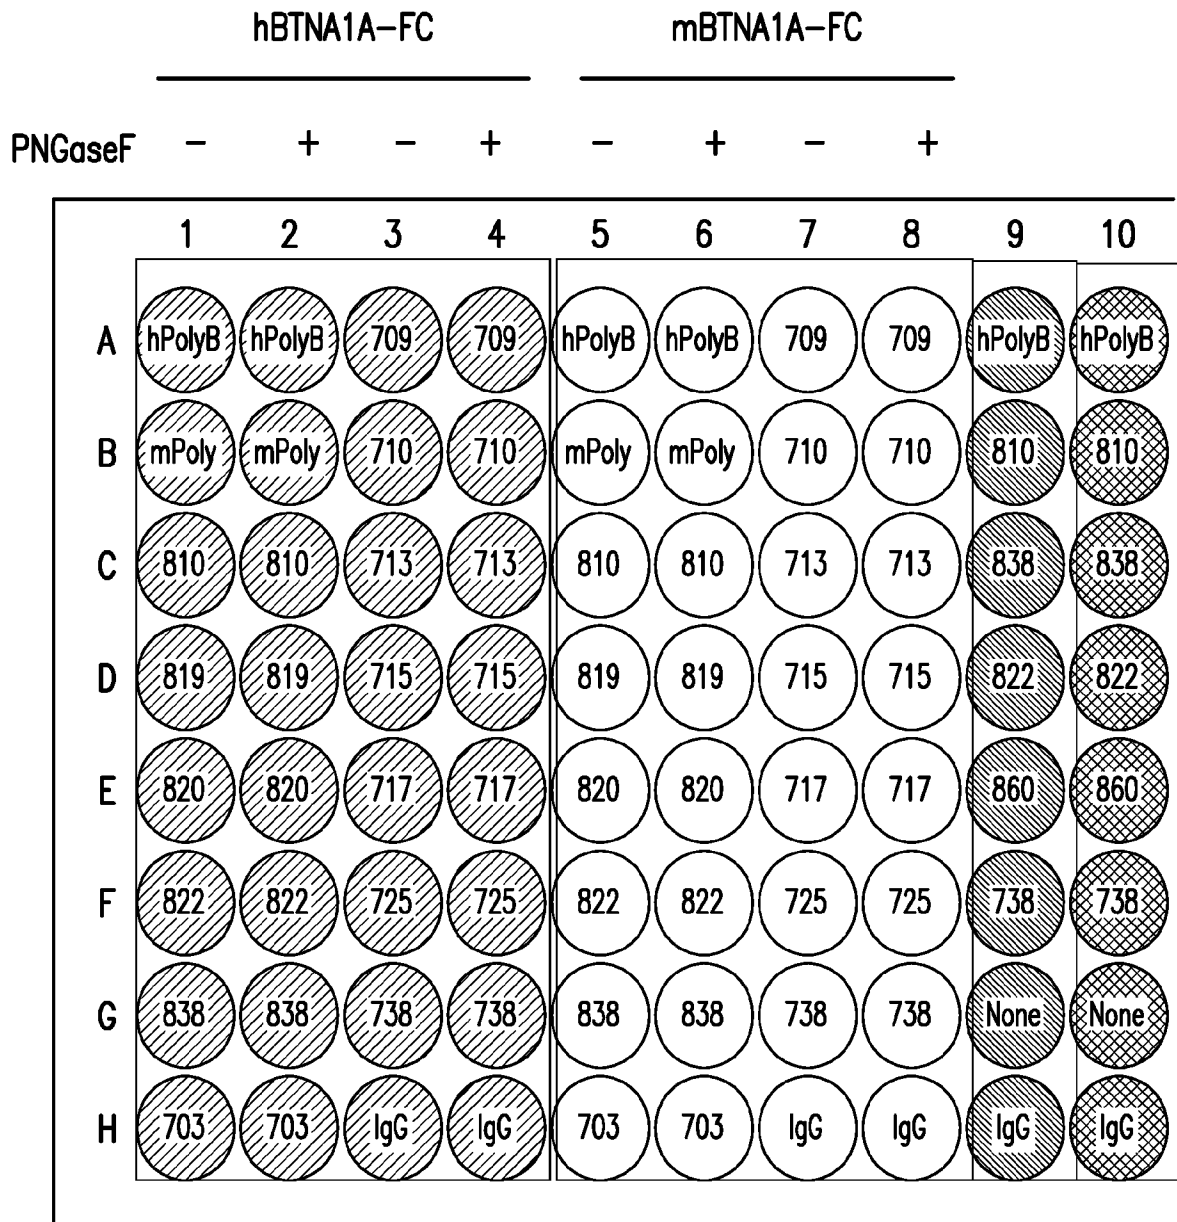 hBTNA1A-FC mBTNA1A-FC
PNGaseF - + - + - + - +
1 2 3 4 5 6 7 8 9 10
A hPolyB hPolyB 709 709 hPolyB hPolyB 709 709 hPolyB hPolyB
B mPoly mPoly 710 710 mPoly mPoly 710 710 810 810
C 810 810 713 713 810 810 713 713 838 838
D 819 819 715 715 819 819 715 715 822 822
E 820 820 717 717 820 820 717 717 860 860
F 822 822 725 725 822 822 725 725 738 738
G 838 838 738 738 838 838 738 738 None None
H 703 703 IgG IgG 703 703 IgG IgG IgG IgG